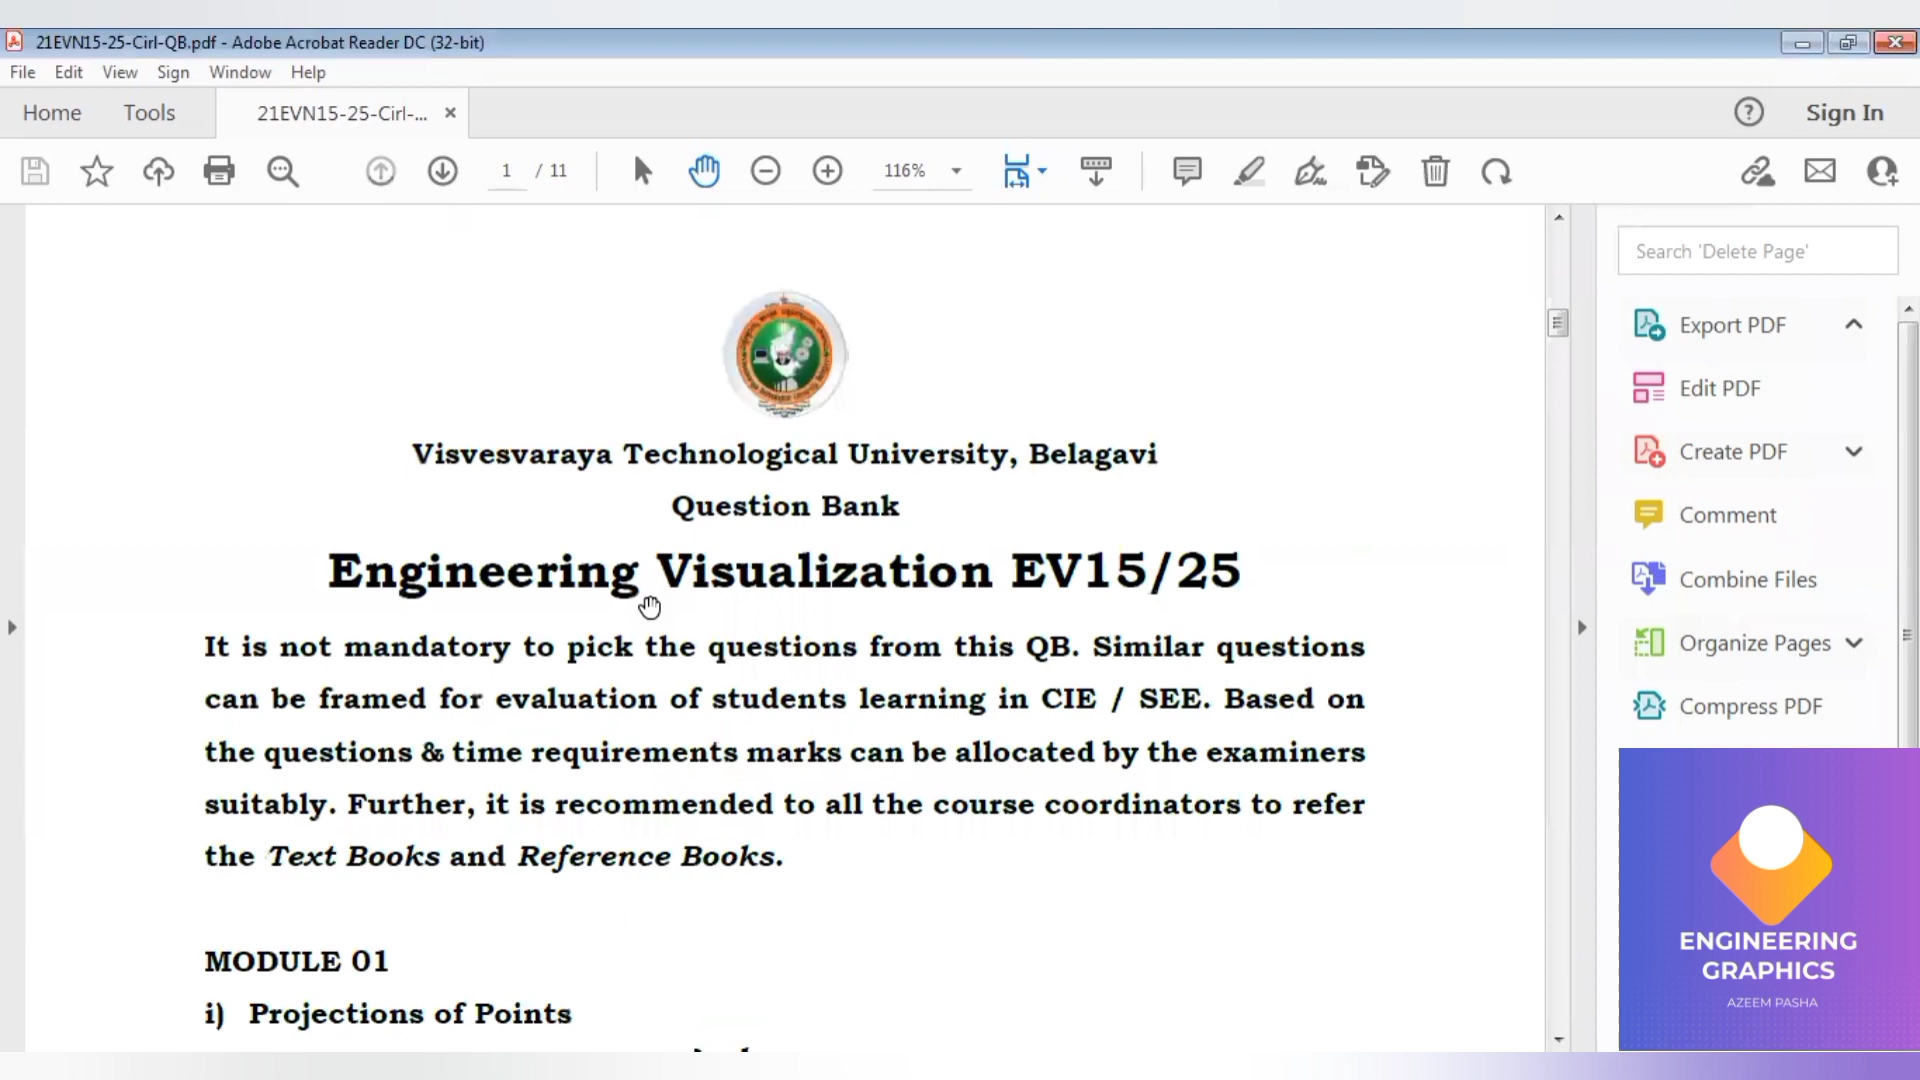 21EVN15-25-Cirl-QB.pdf - Adobe Acrobat Reader DC (32-bit)
File Edit View Sign Window Help
Home Tools 21EVN15-25-Cirl-... Sign In
1 / 11 116%
Search 'Delete Page'
Export PDF
Edit PDF
Create PDF
Comment
Combine Files
Organize Pages
Compress PDF
Visvesvaraya Technological University, Belagavi
Question Bank
Engineering Visualization EV15/25
It is not mandatory to pick the questions from this QB. Similar questions
can be framed for evaluation of students learning in CIE / SEE. Based on
the questions & time requirements marks can be allocated by the examiners
suitably. Further, it is recommended to all the course coordinators to refer
the Text Books and Reference Books.
MODULE 01
i) Projections of Points
ENGINEERING
GRAPHICS
AZEEM PASHA